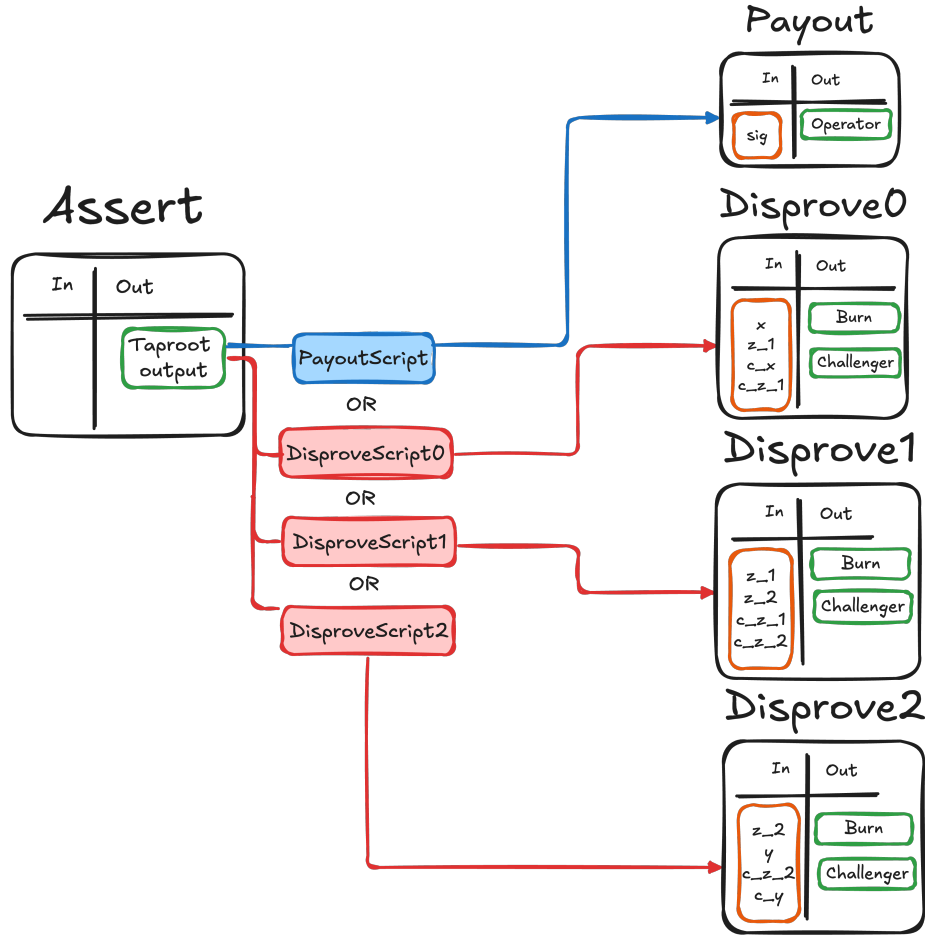 Assert
In
Out
Taproot
output
PayoutScript
OR
DisproveScript0
OR
DisproveScript1
OR
DisproveScript2
Payout
In
Out
sig
Operator
Disprove0
In
Out
x
z_1
c_x
c_z_1
Burn
Challenger
Disprove1
In
Out
z_1
z_2
c_z_1
c_z_2
Burn
Challenger
Disprove2
In
Out
z_2
y
c_z_2
c_y
Burn
Challenger